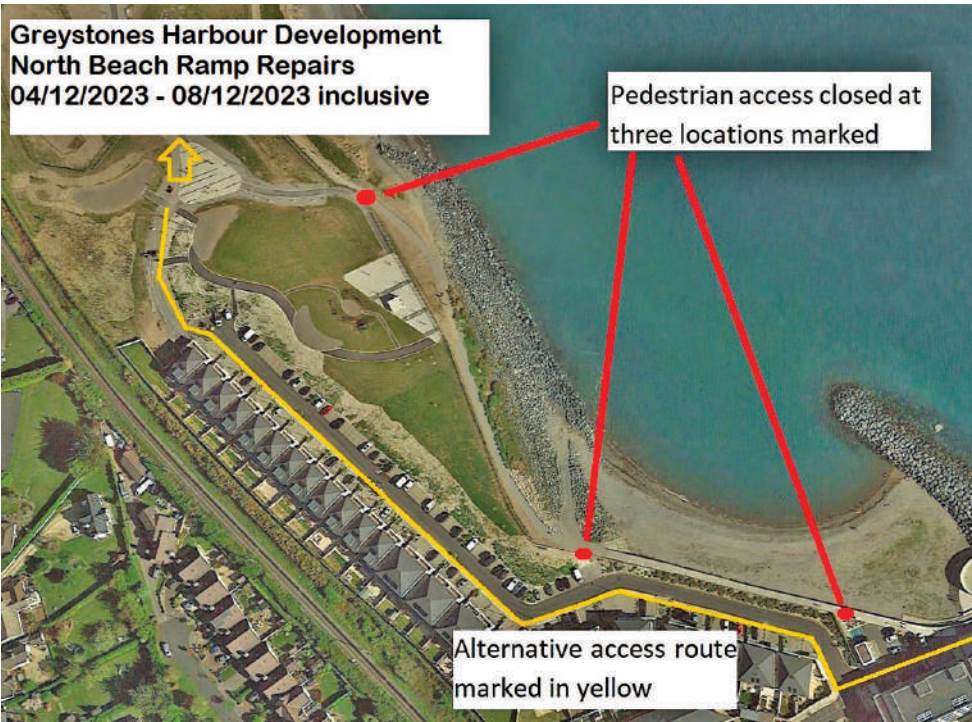 Greystones Harbour Development
North Beach Ramp Repairs
04/12/2023 - 08/12/2023 inclusive
Pedestrian access closed at
three locations marked
Alternative access route
marked in yellow